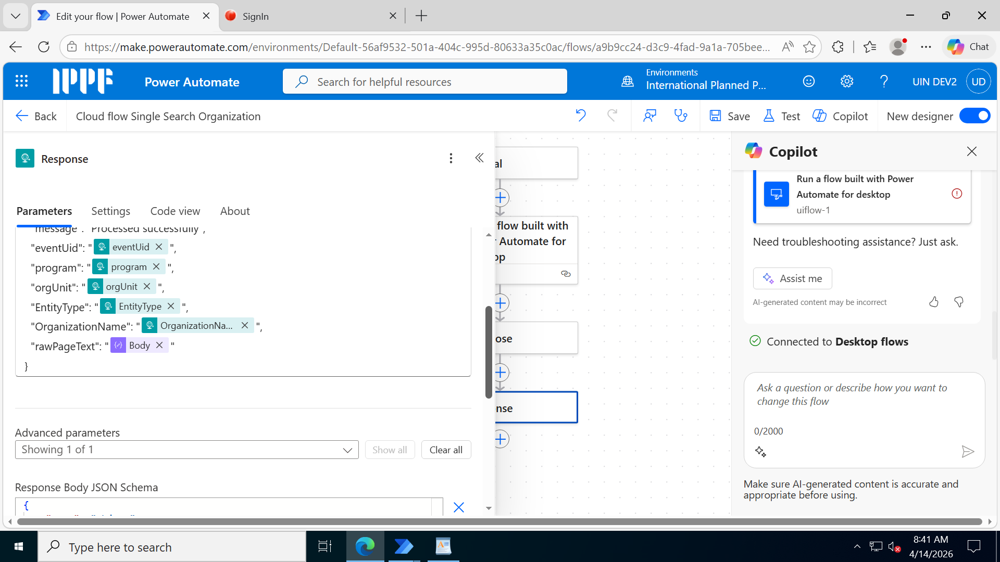 Edit your flow | Power Automate
SignIn
https://make.powerautomate.com/environments/Default-56af9532-501a-404c-995d-80633a35c0ac/flows/a9b9cc24-d3c9-4fad-9a1a-705bee...
Chat
IPPF
Power Automate
Search for helpful resources
Environments
International Planned P...
UIN DEV2
UD
Back
Cloud flow Single Search Organization
Save
Test
Copilot
New designer
Response
Parameters
Settings
Code view
About
"message": "Processed successfully",
"eventUid": " eventUid ",
"program": " program ",
"orgUnit": " orgUnit ",
"EntityType": " EntityType ",
"OrganizationName": " OrganizationNa... ",
"rawPageText": " Body "
}
Advanced parameters
Showing 1 of 1
Show all
Clear all
Response Body JSON Schema
{
al
flow built with
Automate for
op
ose
nse
Copilot
Run a flow built with Power
Automate for desktop
uiflow-1
Need troubleshooting assistance? Just ask.
Assist me
AI-generated content may be incorrect
Connected to Desktop flows
Ask a question or describe how you want to
change this flow
0/2000
Make sure AI-generated content is accurate and
appropriate before using.
Type here to search
8:41 AM
4/14/2026